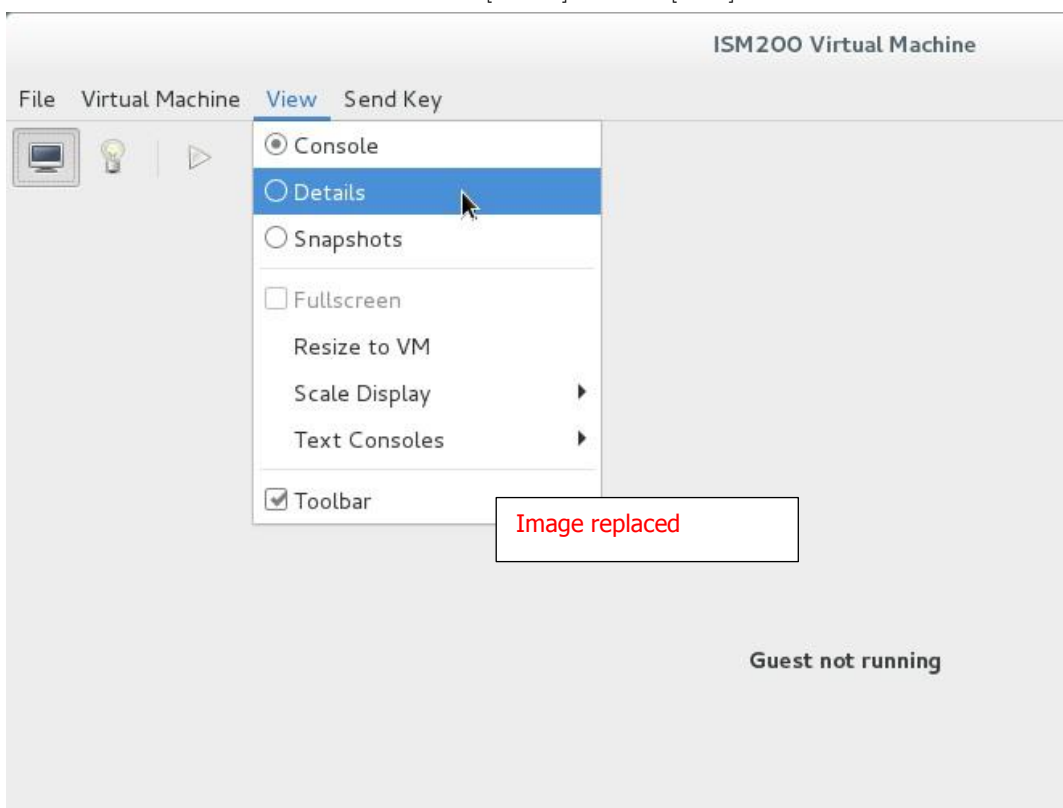 ISM200 Virtual Machine
File Virtual Machine View Send Key
Console
Details
Snapshots
Fullscreen
Resize to VM
Scale Display
Text Consoles
Toolbar
Image replaced
Guest not running